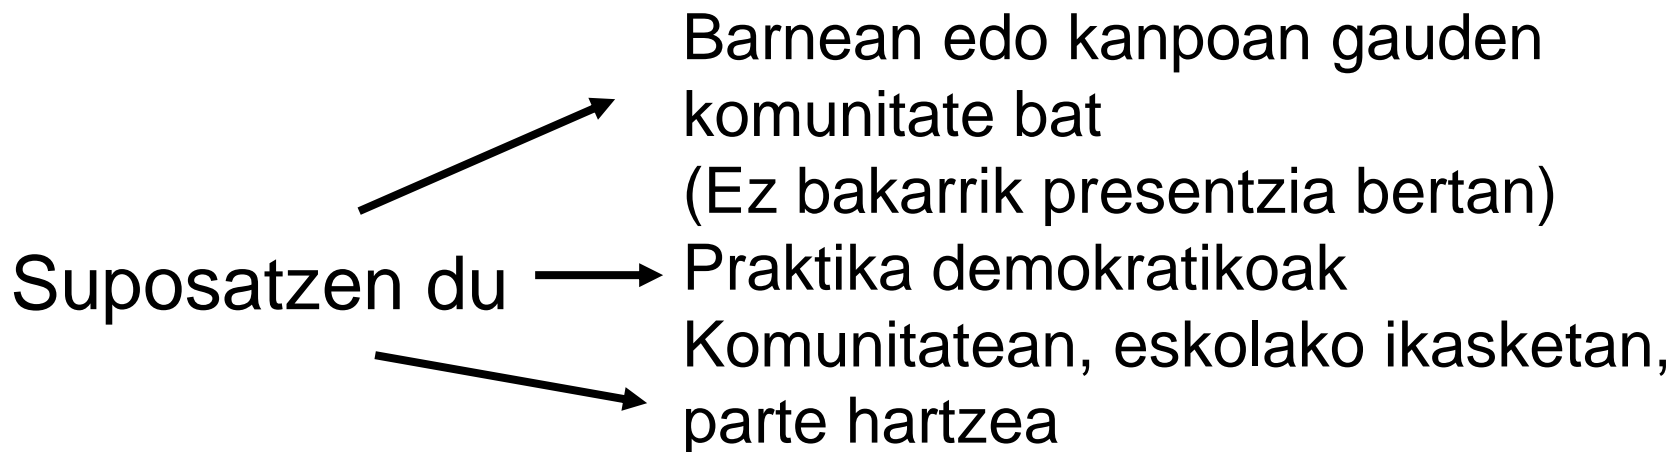 Barnean edo kanpoan gauden
komunitate bat
(Ez bakarrik presentzia bertan)
Suposatzen du
Praktika demokratikoak
Komunitatean, eskolako ikasketan,
parte hartzea